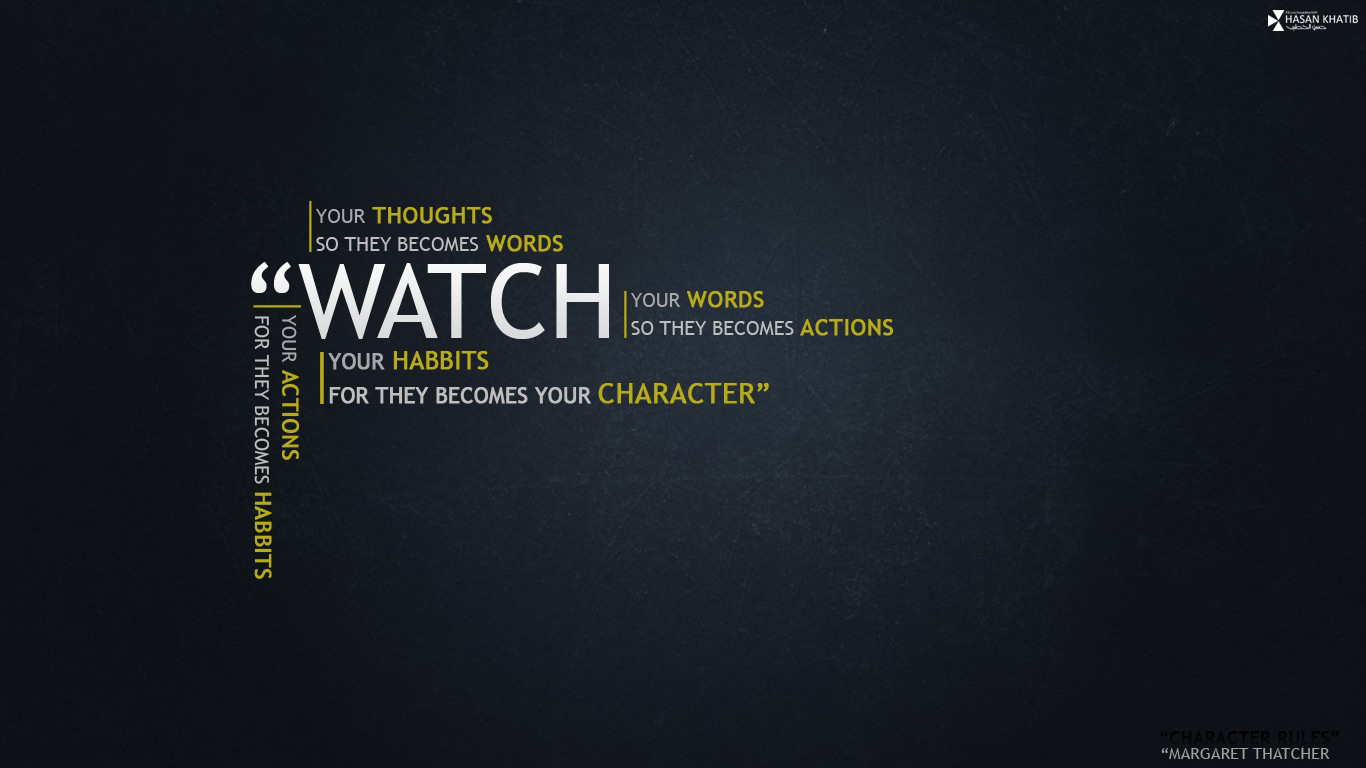 HASAN KHATIB
حسن الخطيب
YOUR THOUGHTS
SO THEY BECOMES WORDS
“WATCH
YOUR WORDS
SO THEY BECOMES ACTIONS
YOUR ACTIONS
FOR THEY BECOMES HABBITS
YOUR HABBITS
FOR THEY BECOMES YOUR CHARACTER”
“CHARACTER RULES”
“MARGARET THATCHER